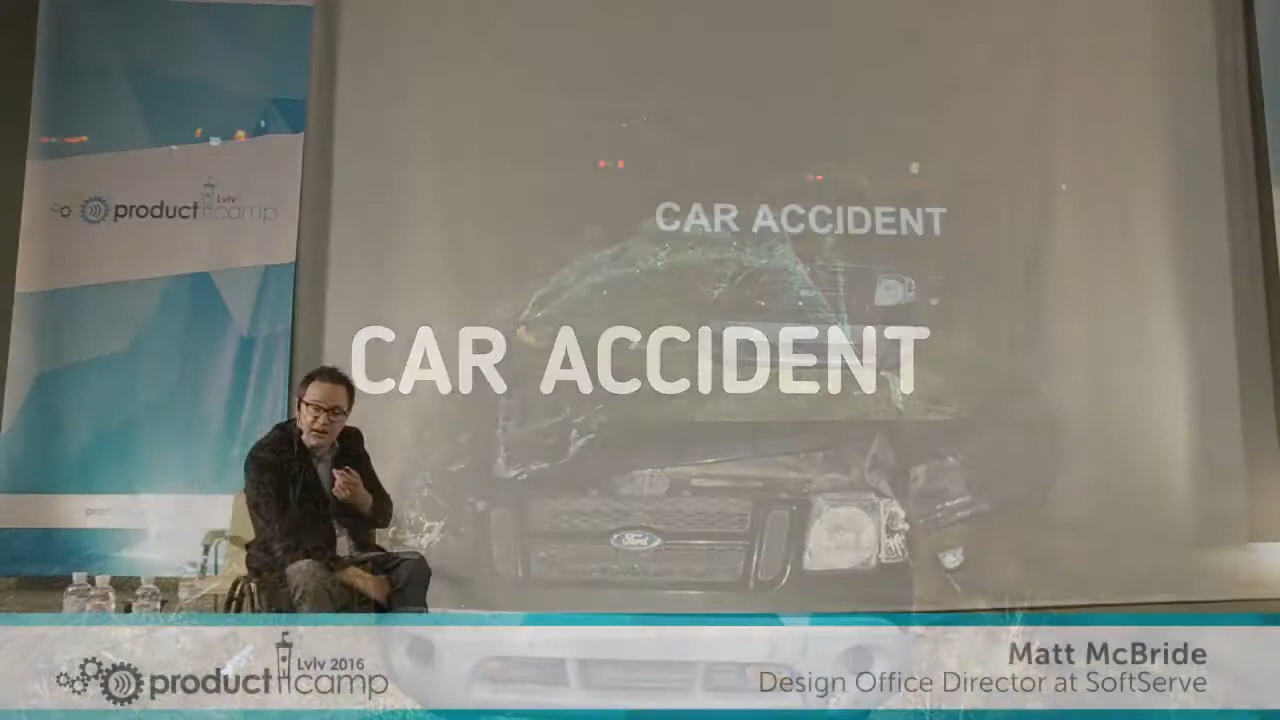 product
Lviv
camp
CAR ACCIDENT
CAR ACCIDENT
Ford
product
Lviv 2016
camp
Matt McBride
Design Office Director at SoftServe